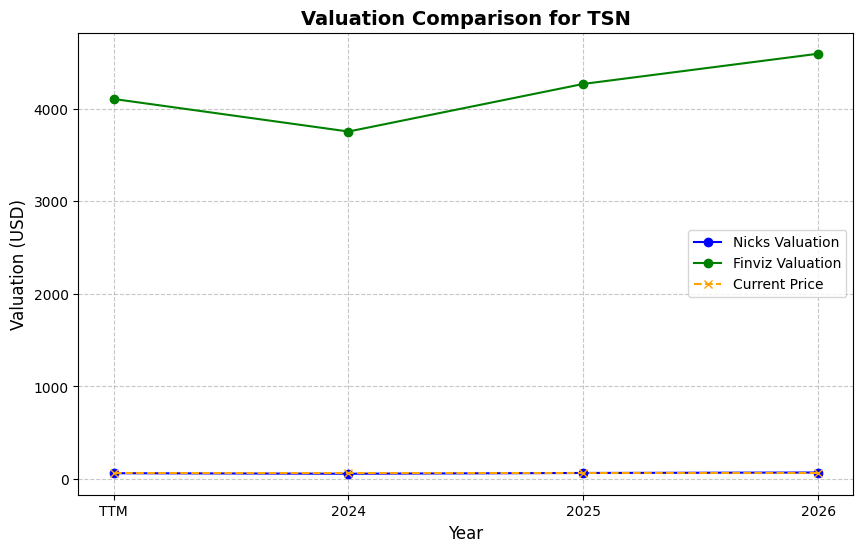 Valuation Comparison for TSN
Valuation (USD)
4000
3000
2000
1000
0
Nicks Valuation
Finviz Valuation
Current Price
TTM
2024
2025
2026
Year